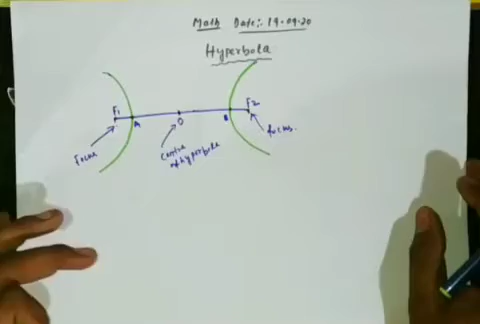 Math Date:- 19-09-20
Hyperbola
F1 A O B F2
Focus
centre
of hyperbola
focus.